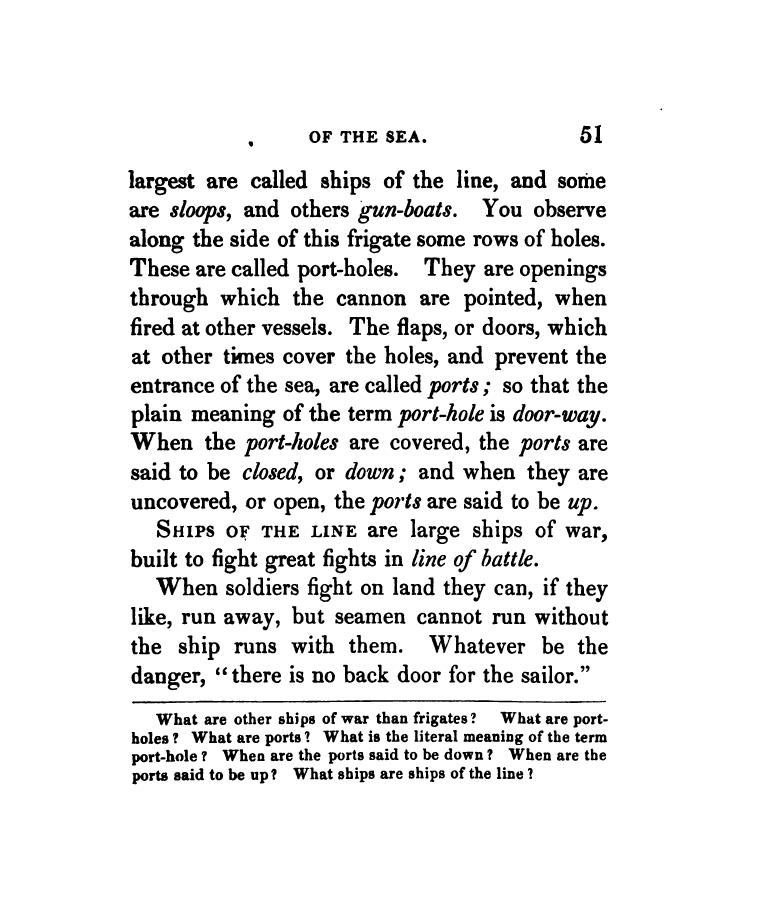 OF THE SEA. 51
largest are called ships of the line, and some
are sloops, and others gun-boats. You observe
along the side of this frigate some rows of holes.
These are called port-holes. They are openings
through which the cannon are pointed, when
fired at other vessels. The flaps, or doors, which
at other times cover the holes, and prevent the
entrance of the sea, are called ports; so that the
plain meaning of the term port-hole is door-way.
When the port-holes are covered, the ports are
said to be closed, or down; and when they are
uncovered, or open, the ports are said to be up.
SHIPS OF THE LINE are large ships of war,
built to fight great fights in line of battle.
When soldiers fight on land they can, if they
like, run away, but seamen cannot run without
the ship runs with them. Whatever be the
danger, “there is no back door for the sailor.”
What are other ships of war than frigates? What are port-
holes? What are ports? What is the literal meaning of the term
port-hole? When are the ports said to be down? When are the
ports said to be up? What ships are ships of the line?